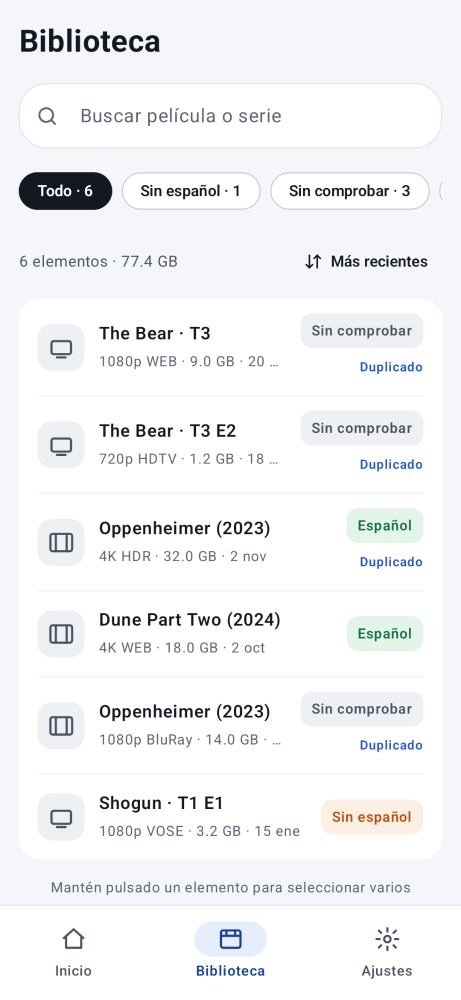 Biblioteca
Buscar película o serie
Todo · 6
Sin español · 1
Sin comprobar · 3
6 elementos · 77.4 GB
Más recientes
The Bear · T3
Sin comprobar
1080p WEB · 9.0 GB · 20 …
Duplicado
The Bear · T3 E2
Sin comprobar
720p HDTV · 1.2 GB · 18 …
Duplicado
Oppenheimer (2023)
Español
4K HDR · 32.0 GB · 2 nov
Duplicado
Dune Part Two (2024)
Español
4K WEB · 18.0 GB · 2 oct
Oppenheimer (2023)
Sin comprobar
1080p BluRay · 14.0 GB · …
Duplicado
Shogun · T1 E1
Sin español
1080p VOSE · 3.2 GB · 15 ene
Mantén pulsado un elemento para seleccionar varios
Inicio
Biblioteca
Ajustes